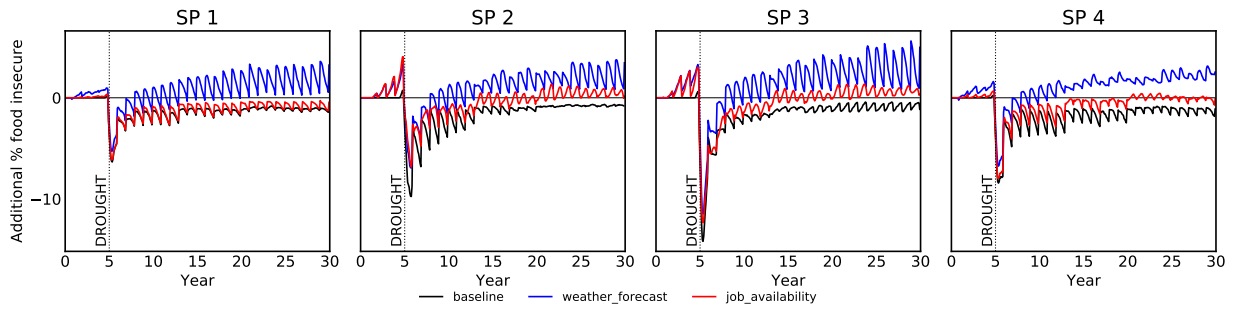 SP 1
SP 2
SP 3
SP 4
Additional % food insecure
0
−10
DROUGHT
DROUGHT
DROUGHT
DROUGHT
0 5 10 15 20 25 30
0 5 10 15 20 25 30
0 5 10 15 20 25 30
0 5 10 15 20 25 30
Year
Year
Year
Year
baseline weather_forecast job_availability